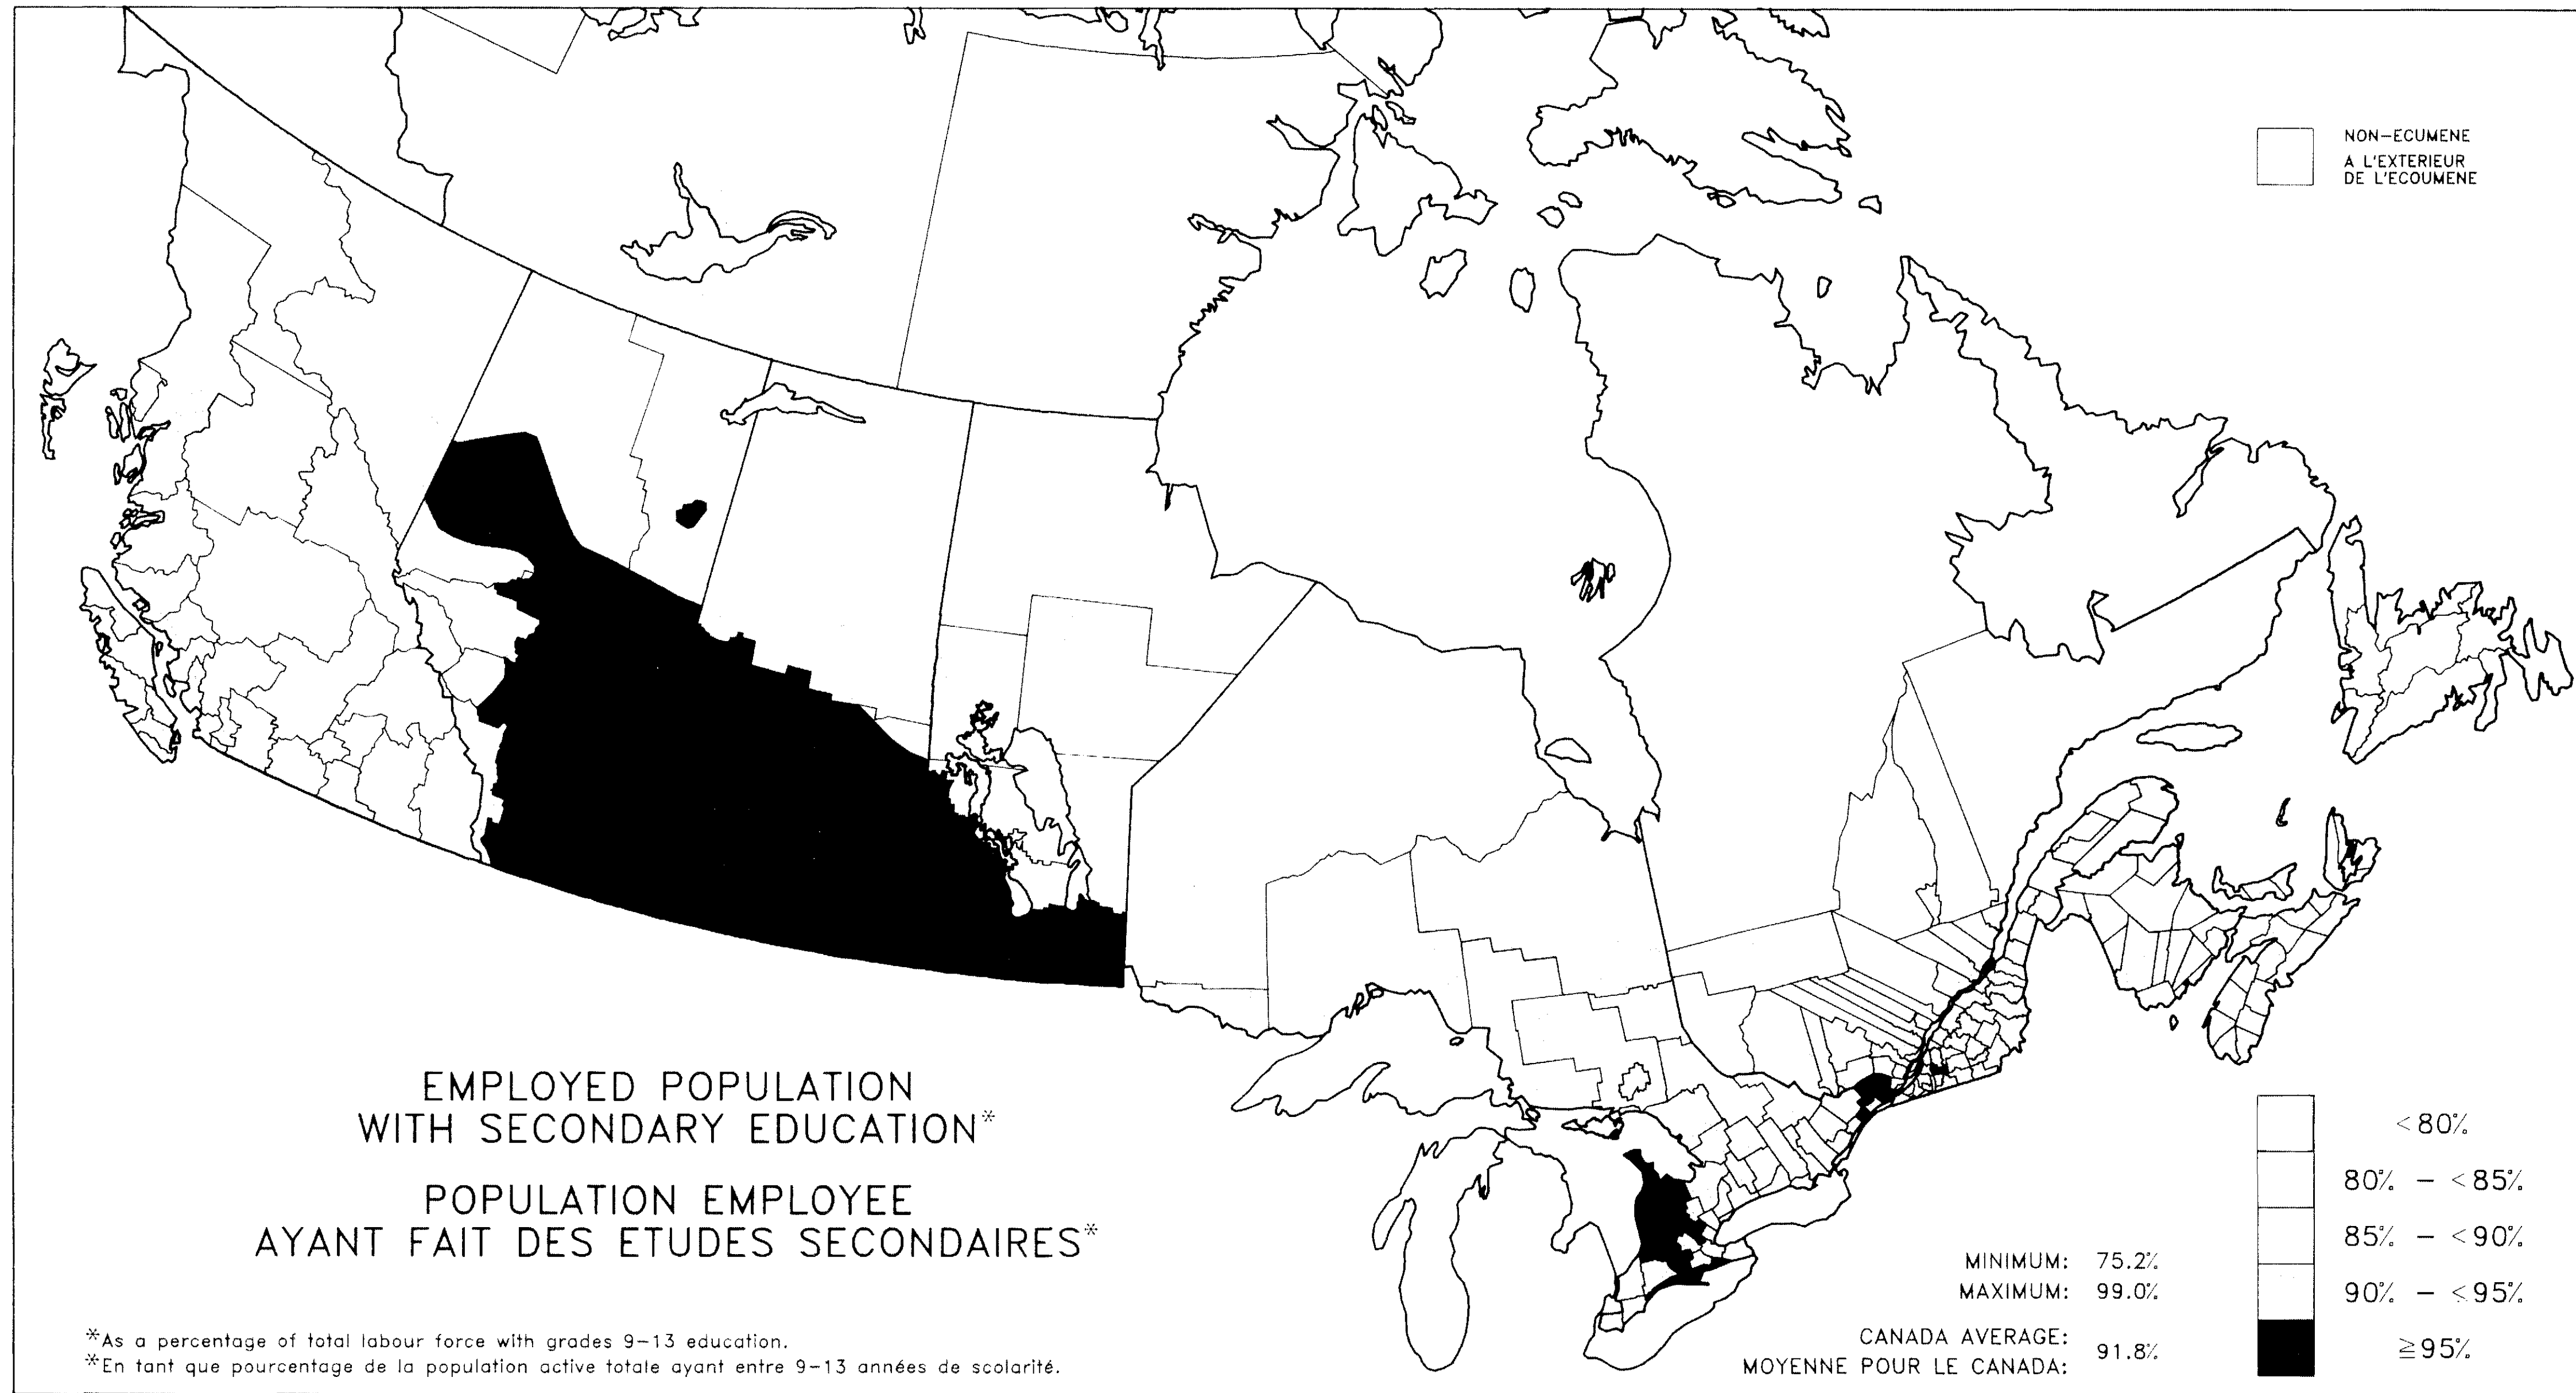 NON-ECUMENE
A L'EXTERIEUR
DE L'ECOUMENE
EMPLOYED POPULATION
WITH SECONDARY EDUCATION*
POPULATION EMPLOYEE
AYANT FAIT DES ETUDES SECONDAIRES*
*As a percentage of total labour force with grades 9-13 education.
*En tant que pourcentage de la population active totale ayant entre 9-13 années de scolarité.
MINIMUM: 75.2%
MAXIMUM: 99.0%
CANADA AVERAGE:
MOYENNE POUR LE CANADA: 91.8%
<80%
80% - <85%
85% - <90%
90% - <95%
≧95%